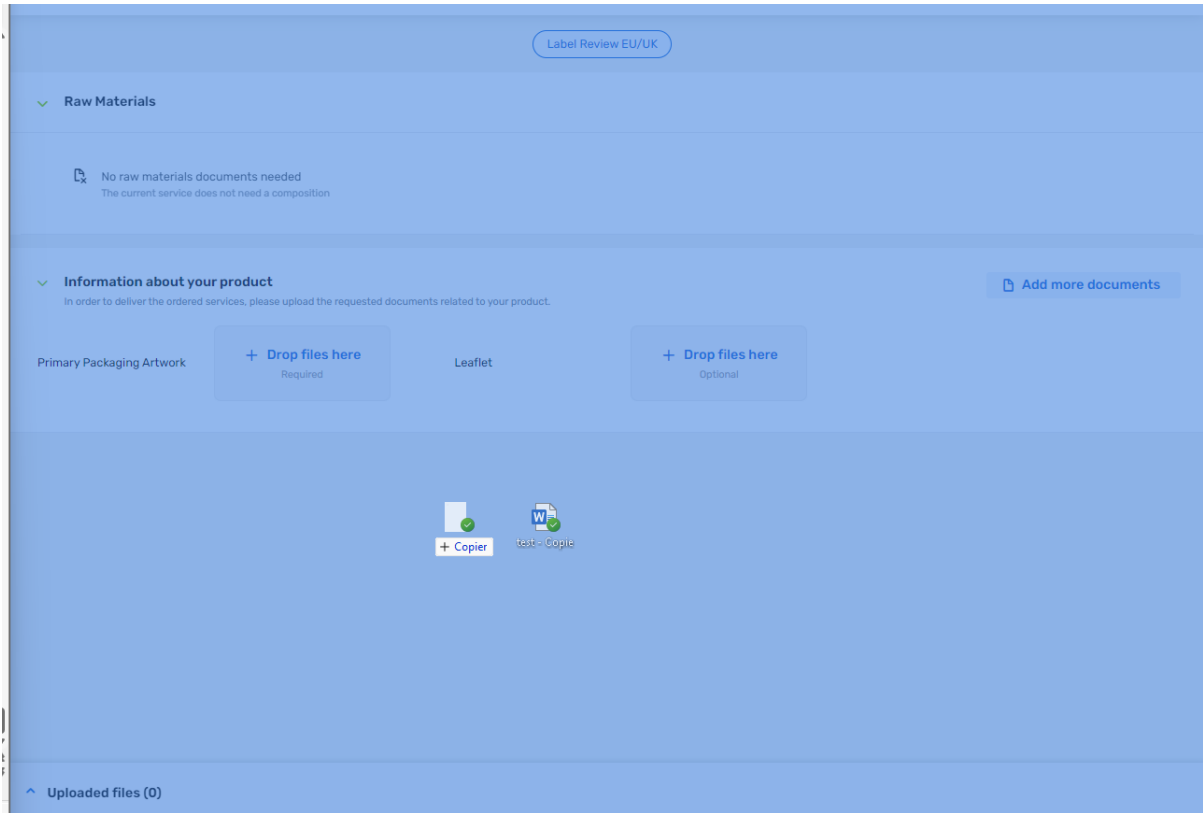 Label Review EU/UK
Raw Materials
No raw materials documents needed
The current service does not need a composition
Information about your product
In order to deliver the ordered services, please upload the requested documents related to your product.
Add more documents
Primary Packaging Artwork
+ Drop files here
Required
Leaflet
+ Drop files here
Optional
+ Copier
test - Copie
Uploaded files (0)